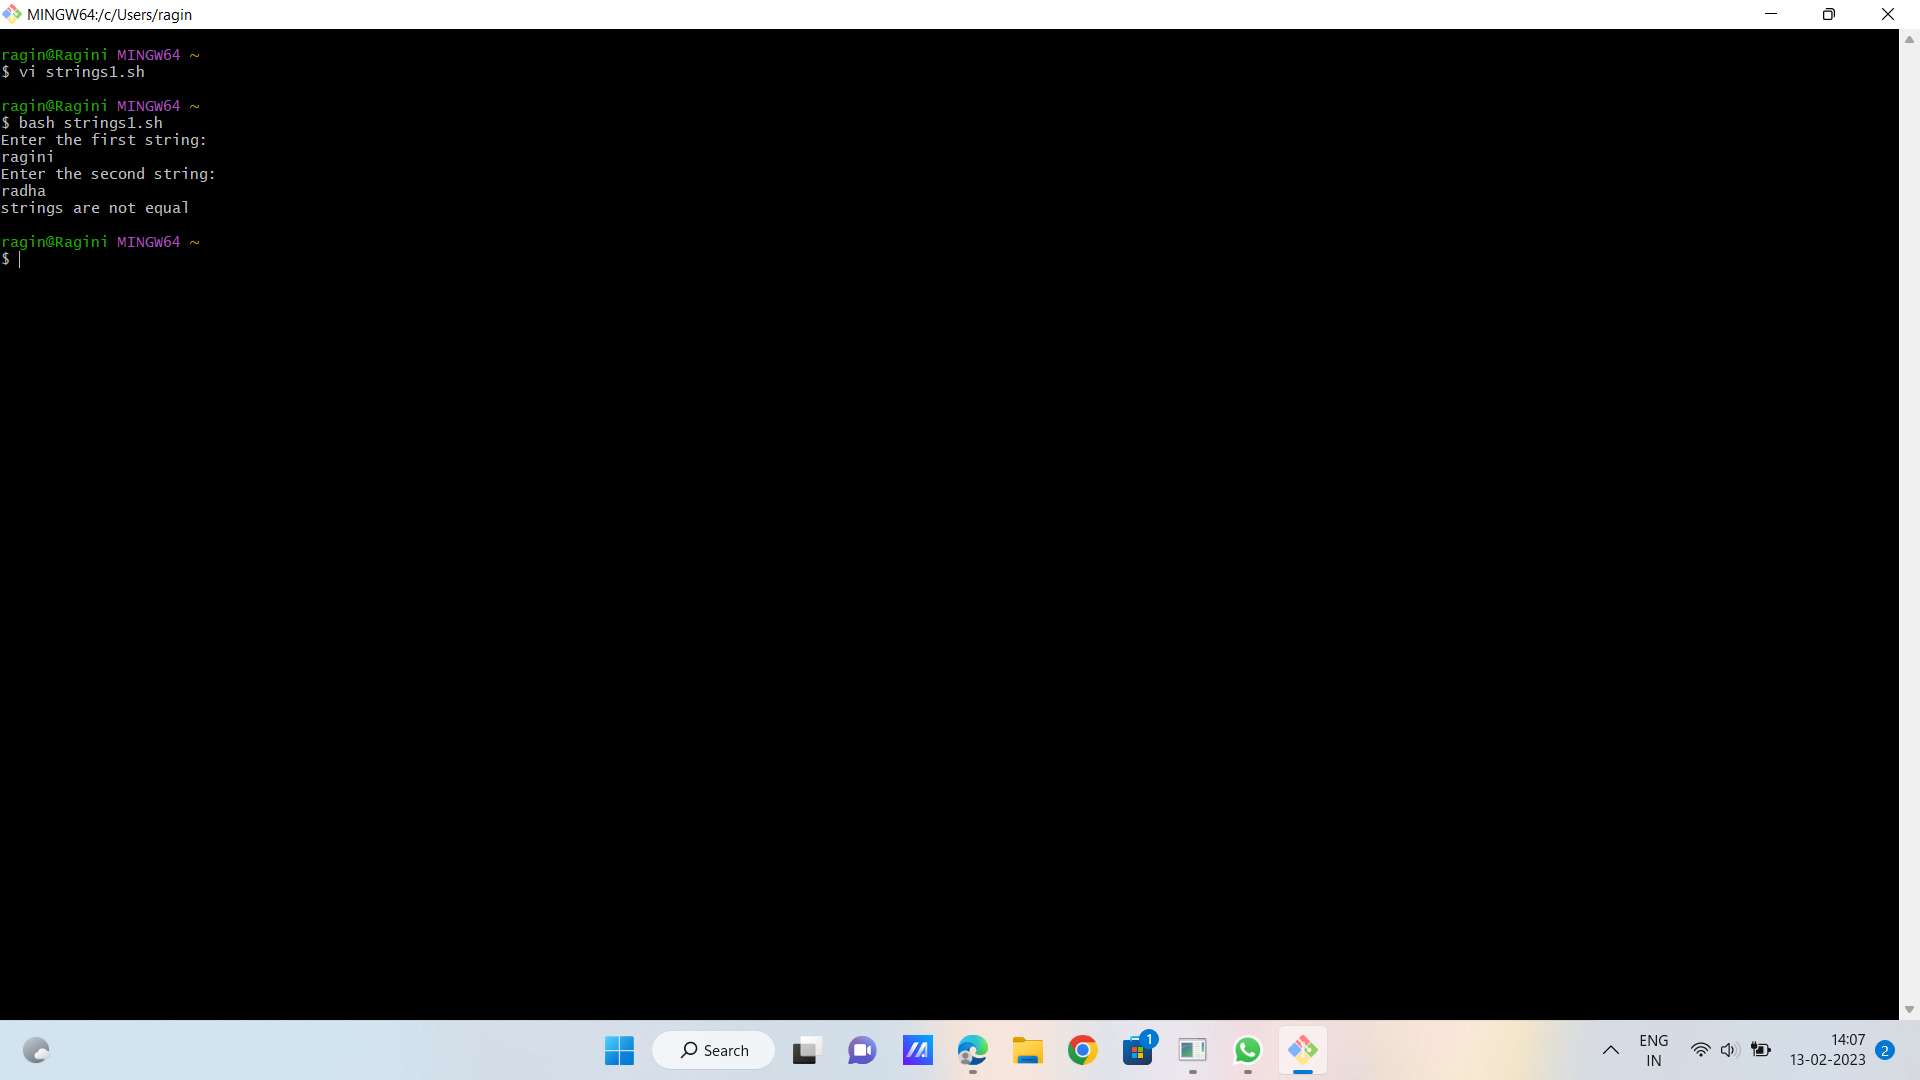 MINGW64:/c/Users/ragin
ragin@Ragini MINGW64 ~
$ vi strings1.sh
ragin@Ragini MINGW64 ~
$ bash strings1.sh
Enter the first string:
ragini
Enter the second string:
radha
strings are not equal
ragin@Ragini MINGW64 ~
$
Search
1
ENG
IN
14:07
13-02-2023
2